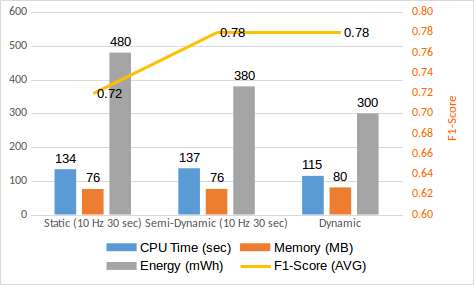 600 0.80
500 480 0.78 0.78 0.78
0.76
400 380 0.74
0.72 0.72
300 300 0.70
0.68
200 0.66
134 137 115 0.64
100 76 76 80 0.62
0 0.60
F1-Score
Static (10 Hz 30 sec) Semi-Dynamic (10 Hz 30 sec) Dynamic
CPU Time (sec) Memory (MB)
Energy (mWh) F1-Score (AVG)